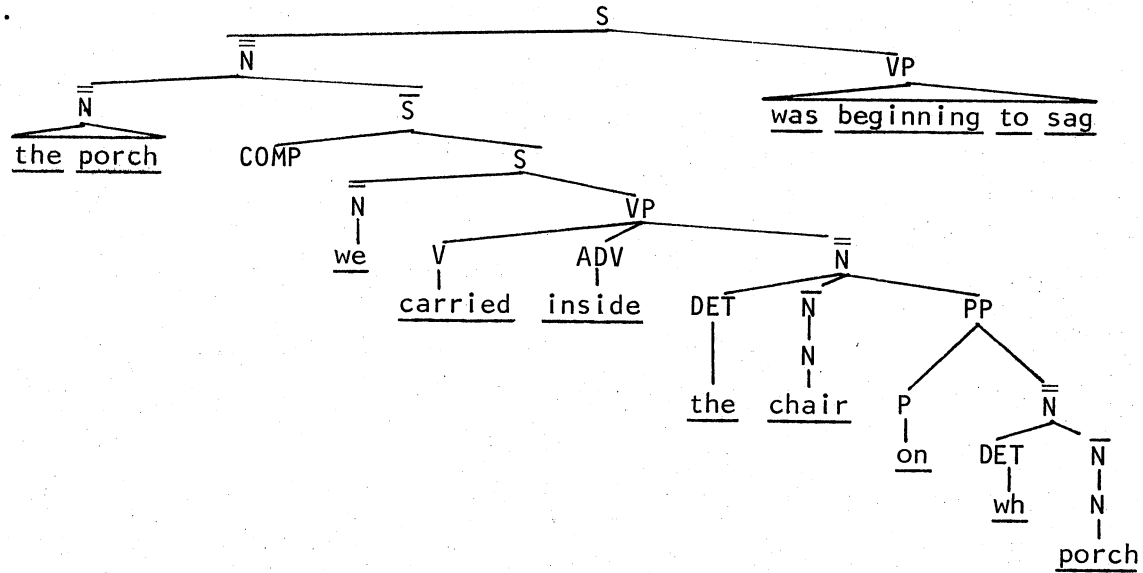 .
S
N̿̅ VP
N̿ S̅ was beginning to sag
the porch COMP S
N̿ VP
we V ADV N̿
carried inside DET N̅ PP
N
the chair P N̿
on DET N̅
wh N
porch